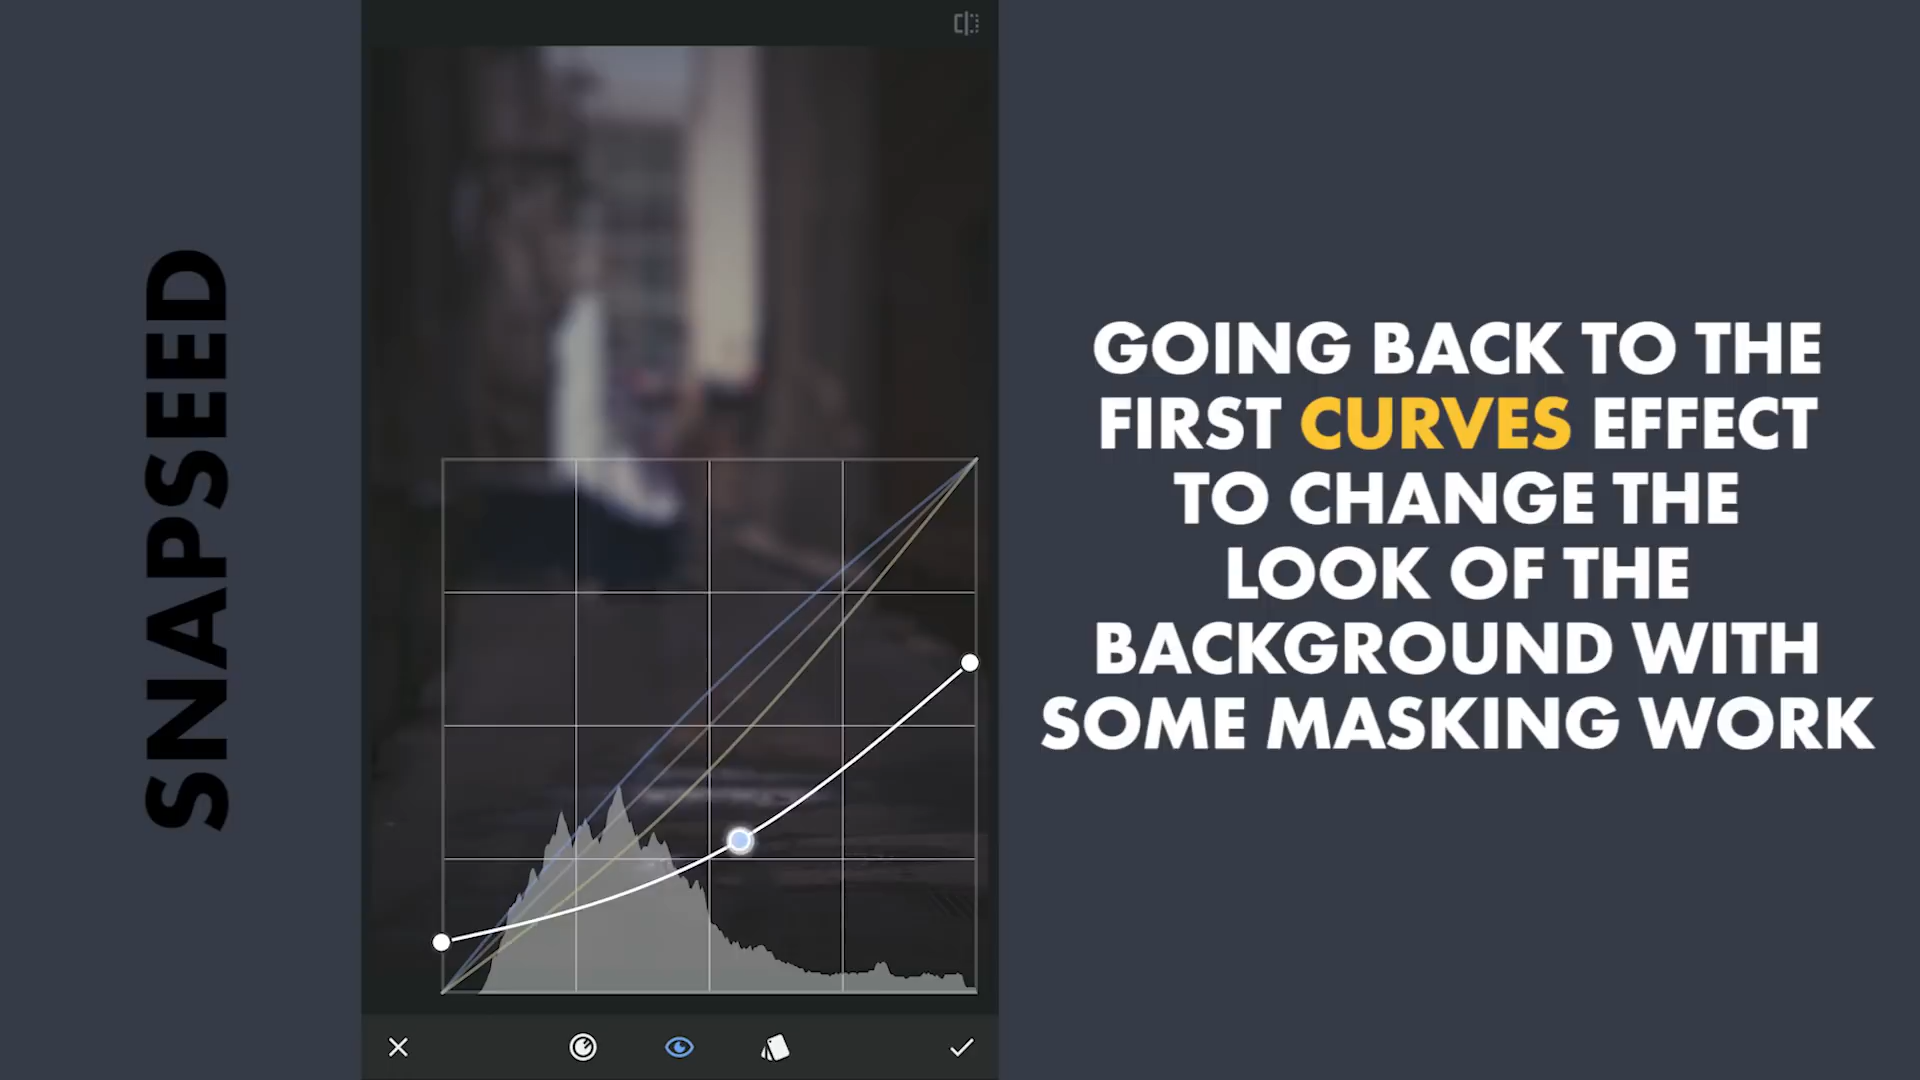 SNAPSEED
GOING BACK TO THE
FIRST CURVES EFFECT
TO CHANGE THE
LOOK OF THE
BACKGROUND WITH
SOME MASKING WORK